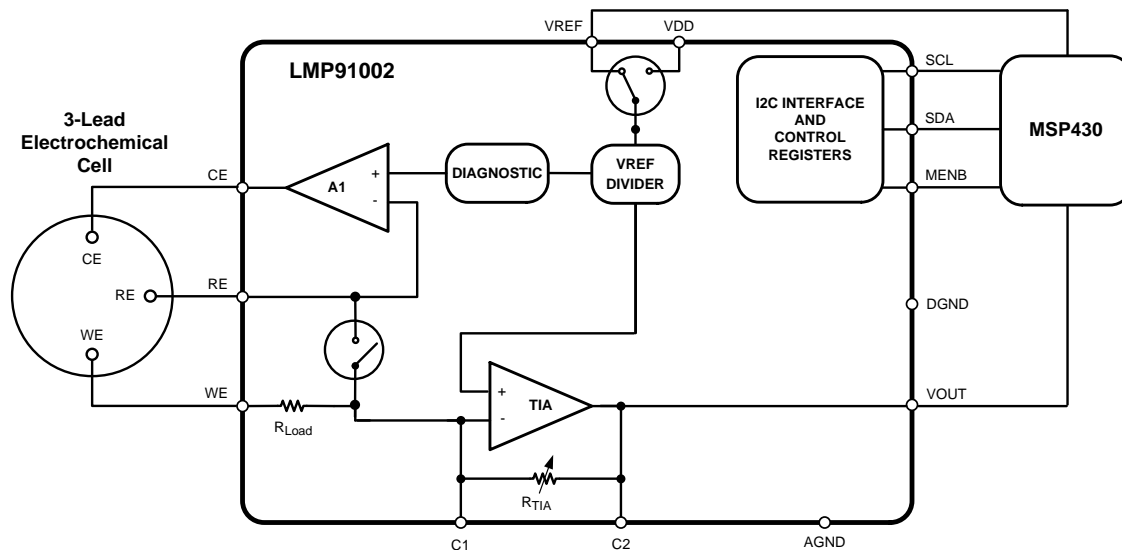 VREF
VDD
LMP91002
SCL
I2C INTERFACE
AND
CONTROL
REGISTERS
SDA
MSP430
MENB
3-Lead
Electrochemical
Cell
CE
+
A1
-
DIAGNOSTIC
VREF
DIVIDER
CE
RE
RE
DGND
WE
WE
RLoad
+
TIA
-
VOUT
RTIA
C1
C2
AGND